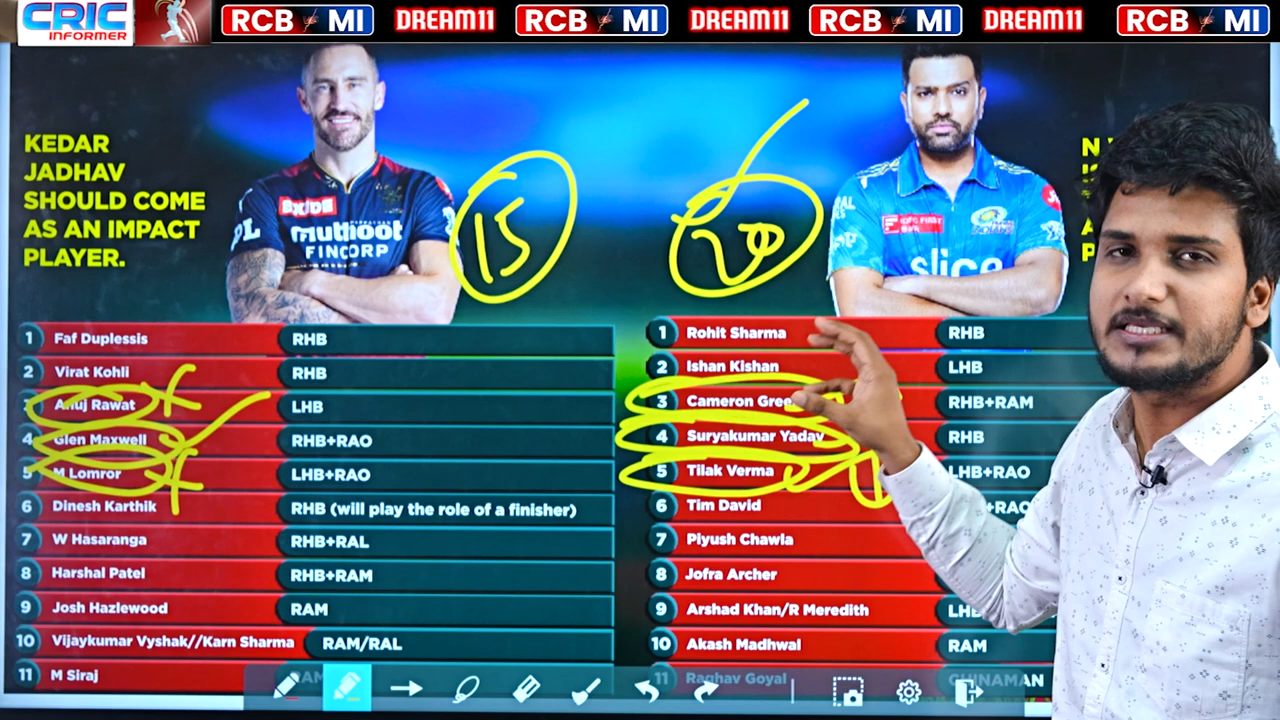 CRIC
INFORMER
RCB MI DREAM11 RCB MI DREAM11 RCB MI DREAM11 RCB MI
KEDAR
JADHAV
SHOULD COME
AS AN IMPACT
PLAYER.
muthoot
FINCORP
slice
15
20
1 Faf Duplessis RHB
2 Virat Kohli RHB
Anuj Rawat LHB
4 Glen Maxwell RHB+RAO
5 M Lomror LHB+RAO
6 Dinesh Karthik RHB (will play the role of a finisher)
7 W Hasaranga RHB+RAL
8 Harshal Patel RHB+RAM
9 Josh Hazlewood RAM
10 Vijaykumar Vyshak//Karn Sharma RAM/RAL
11 M Siraj RAM
1 Rohit Sharma RHB
2 Ishan Kishan LHB
3 Cameron Gree RHB+RAM
4 Suryakumar Yadav RHB
5 Tilak Verma LHB+RAO
6 Tim David +RAO
7 Piyush Chawla
8 Jofra Archer
9 Arshad Khan/R Meredith LHB
10 Akash Madhwal RAM
11 Raghav Goyal CHINAMAN